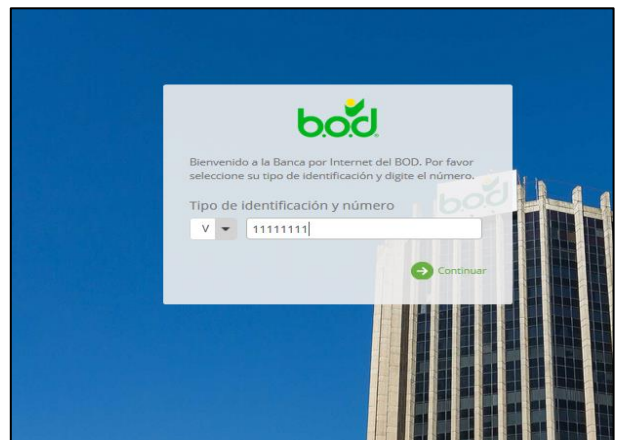 b.o.d.
Bienvenido a la Banca por Internet del BOD. Por favor
seleccione su tipo de identificación y digite el número.
Tipo de identificación y número
bod
V
11111111
Continuar